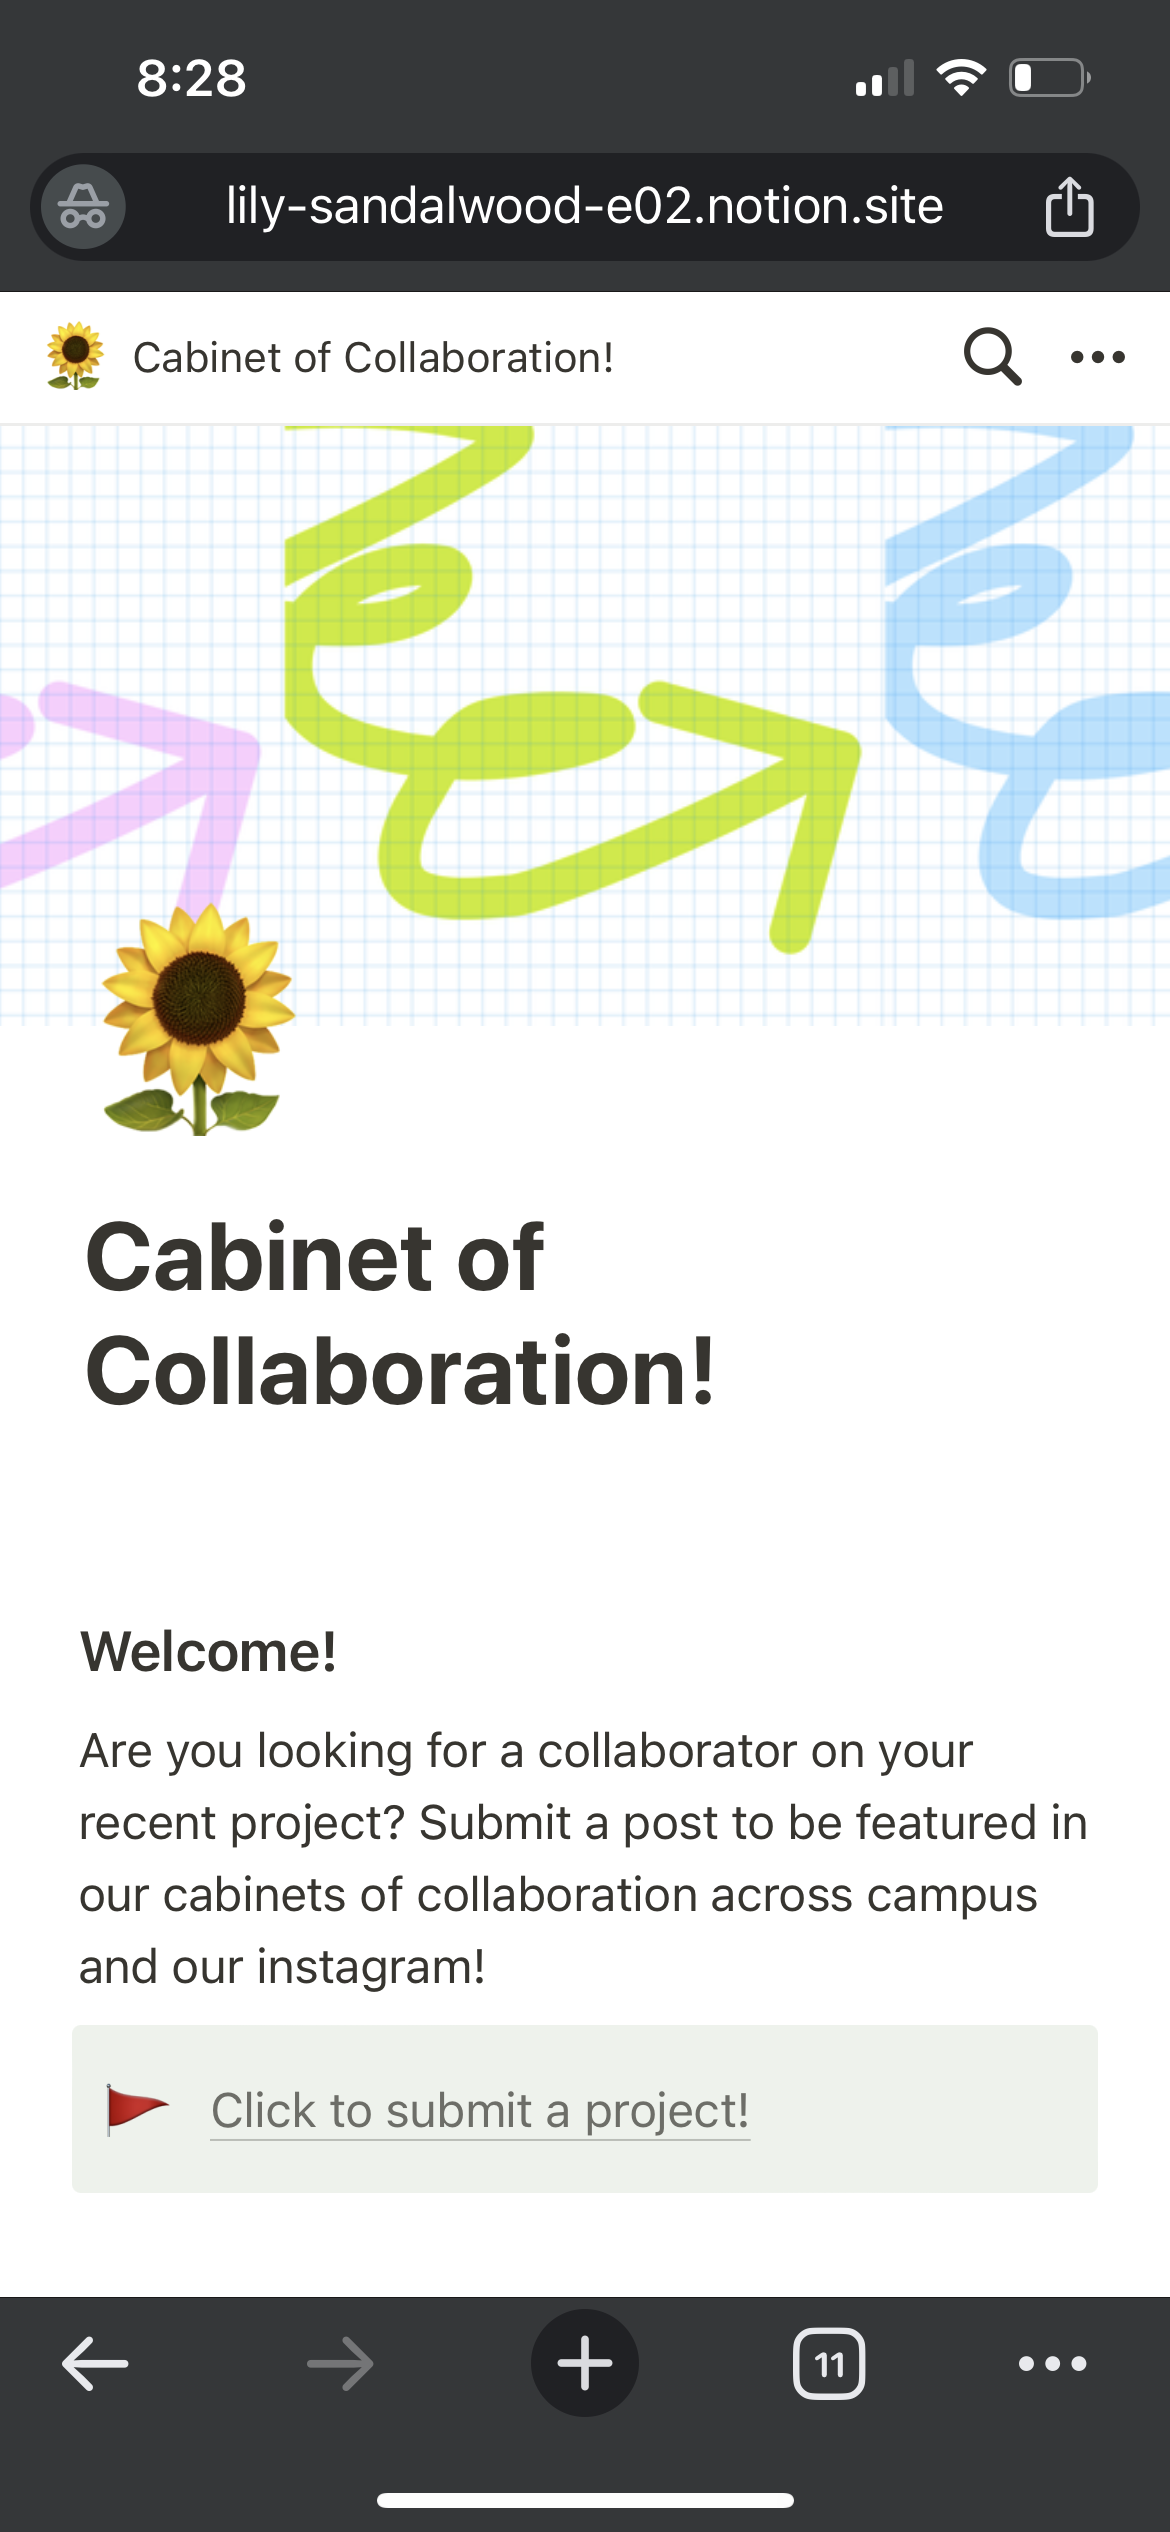 8:28
lily-sandalwood-e02.notion.site
Cabinet of Collaboration!
Cabinet of
Collaboration!
Welcome!
Are you looking for a collaborator on your
recent project? Submit a post to be featured in
our cabinets of collaboration across campus
and our instagram!
Click to submit a project!
11